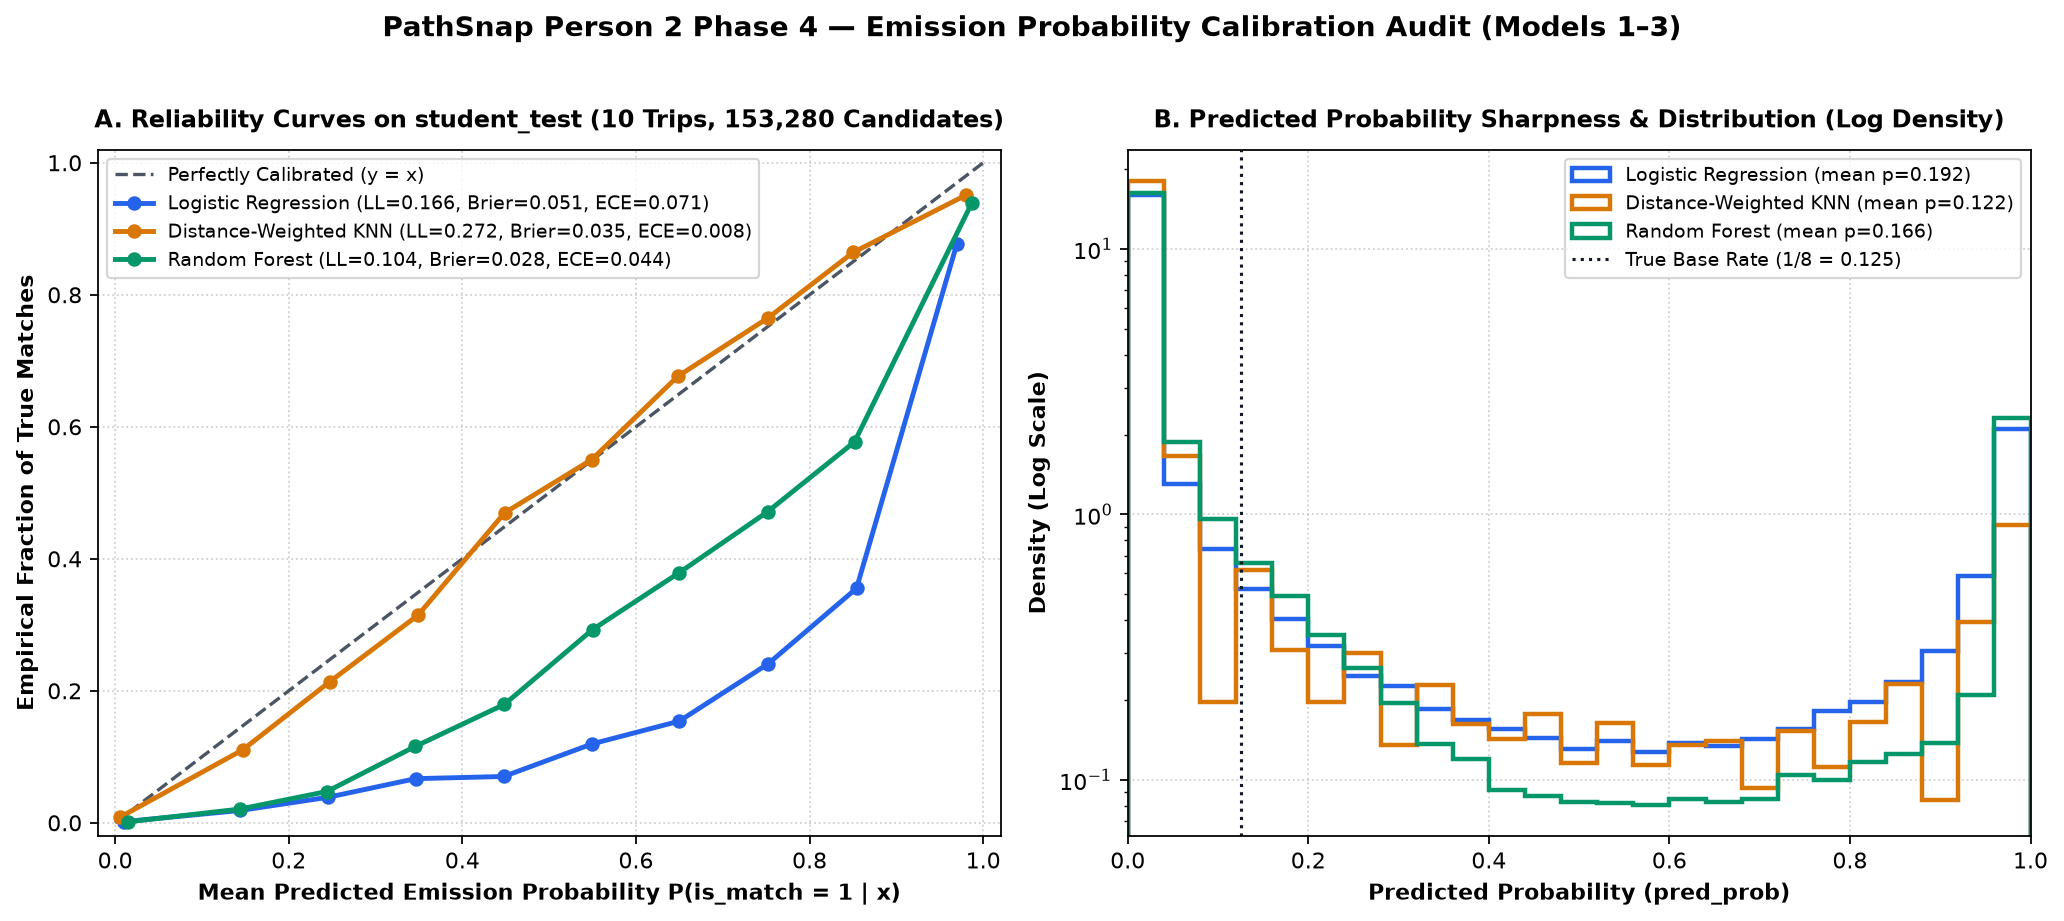 PathSnap Person 2 Phase 4 — Emission Probability Calibration Audit (Models 1–3)
A. Reliability Curves on student_test (10 Trips, 153,280 Candidates)
Perfectly Calibrated (y = x)
Logistic Regression (LL=0.166, Brier=0.051, ECE=0.071)
Distance-Weighted KNN (LL=0.272, Brier=0.035, ECE=0.008)
Random Forest (LL=0.104, Brier=0.028, ECE=0.044)
Empirical Fraction of True Matches
1.0
0.8
0.6
0.4
0.2
0.0
0.0 0.2 0.4 0.6 0.8 1.0
Mean Predicted Emission Probability P(is_match = 1 | x)
B. Predicted Probability Sharpness & Distribution (Log Density)
Logistic Regression (mean p=0.192)
Distance-Weighted KNN (mean p=0.122)
Random Forest (mean p=0.166)
True Base Rate (1/8 = 0.125)
Density (Log Scale)
10¹
10⁰
10⁻¹
0.0 0.2 0.4 0.6 0.8 1.0
Predicted Probability (pred_prob)